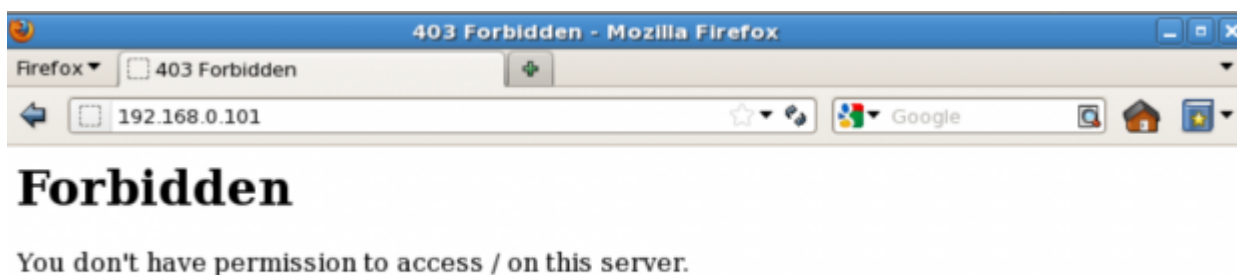 403 Forbidden - Mozilla Firefox
Firefox
403 Forbidden
192.168.0.101
Google
Forbidden
You don't have permission to access / on this server.